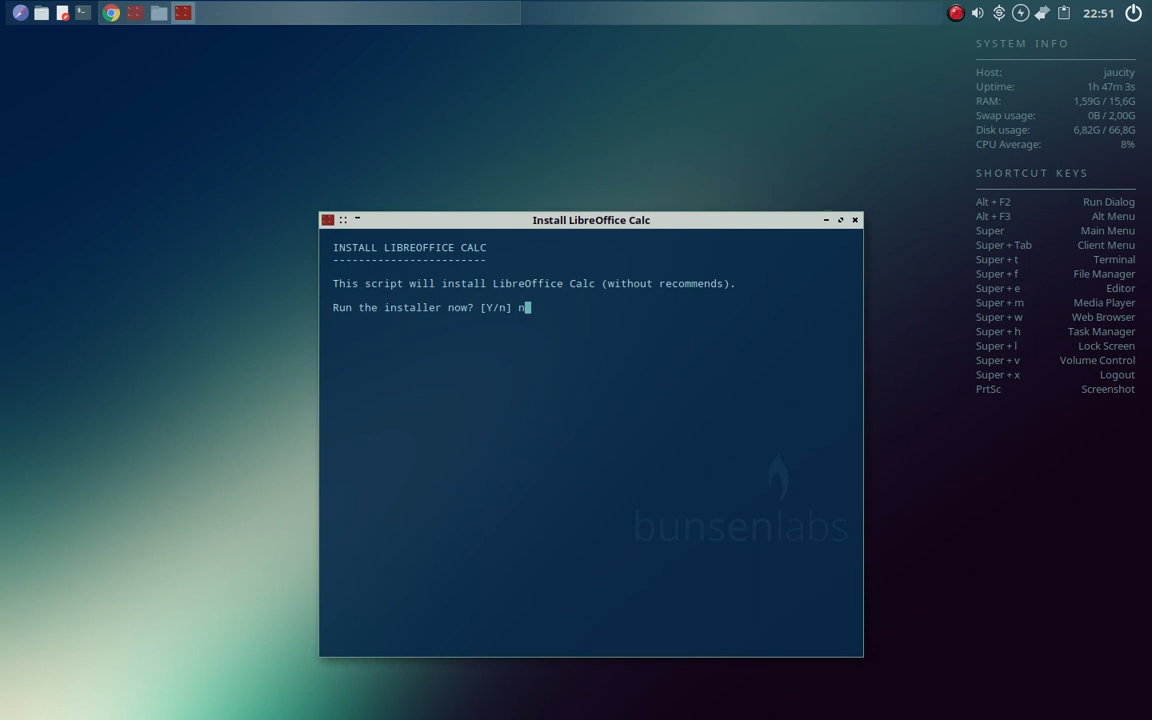 22:51
SYSTEM INFO
Host: jaucity
Uptime: 1h 47m 3s
RAM: 1,59G / 15,6G
Swap usage: 0B / 2,00G
Disk usage: 6,82G / 66,8G
CPU Average: 8%
SHORTCUT KEYS
Alt + F2 Run Dialog
Alt + F3 Alt Menu
Super Main Menu
Super + Tab Client Menu
Super + t Terminal
Super + f File Manager
Super + e Editor
Super + m Media Player
Super + w Web Browser
Super + h Task Manager
Super + l Lock Screen
Super + v Volume Control
Super + x Logout
PrtSc Screenshot
Install LibreOffice Calc
INSTALL LIBREOFFICE CALC
------------------------
This script will install LibreOffice Calc (without recommends).
Run the installer now? [Y/n] n
bunsenlabs